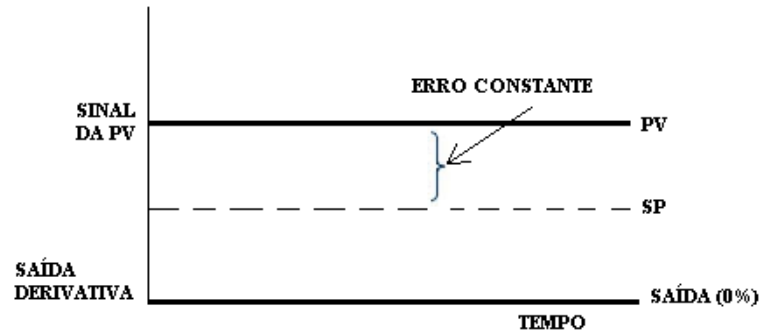 ERRO CONSTANTE
SINAL
DA PV
PV
SP
SAÍDA
DERIVATIVA
SAÍDA (0%)
TEMPO